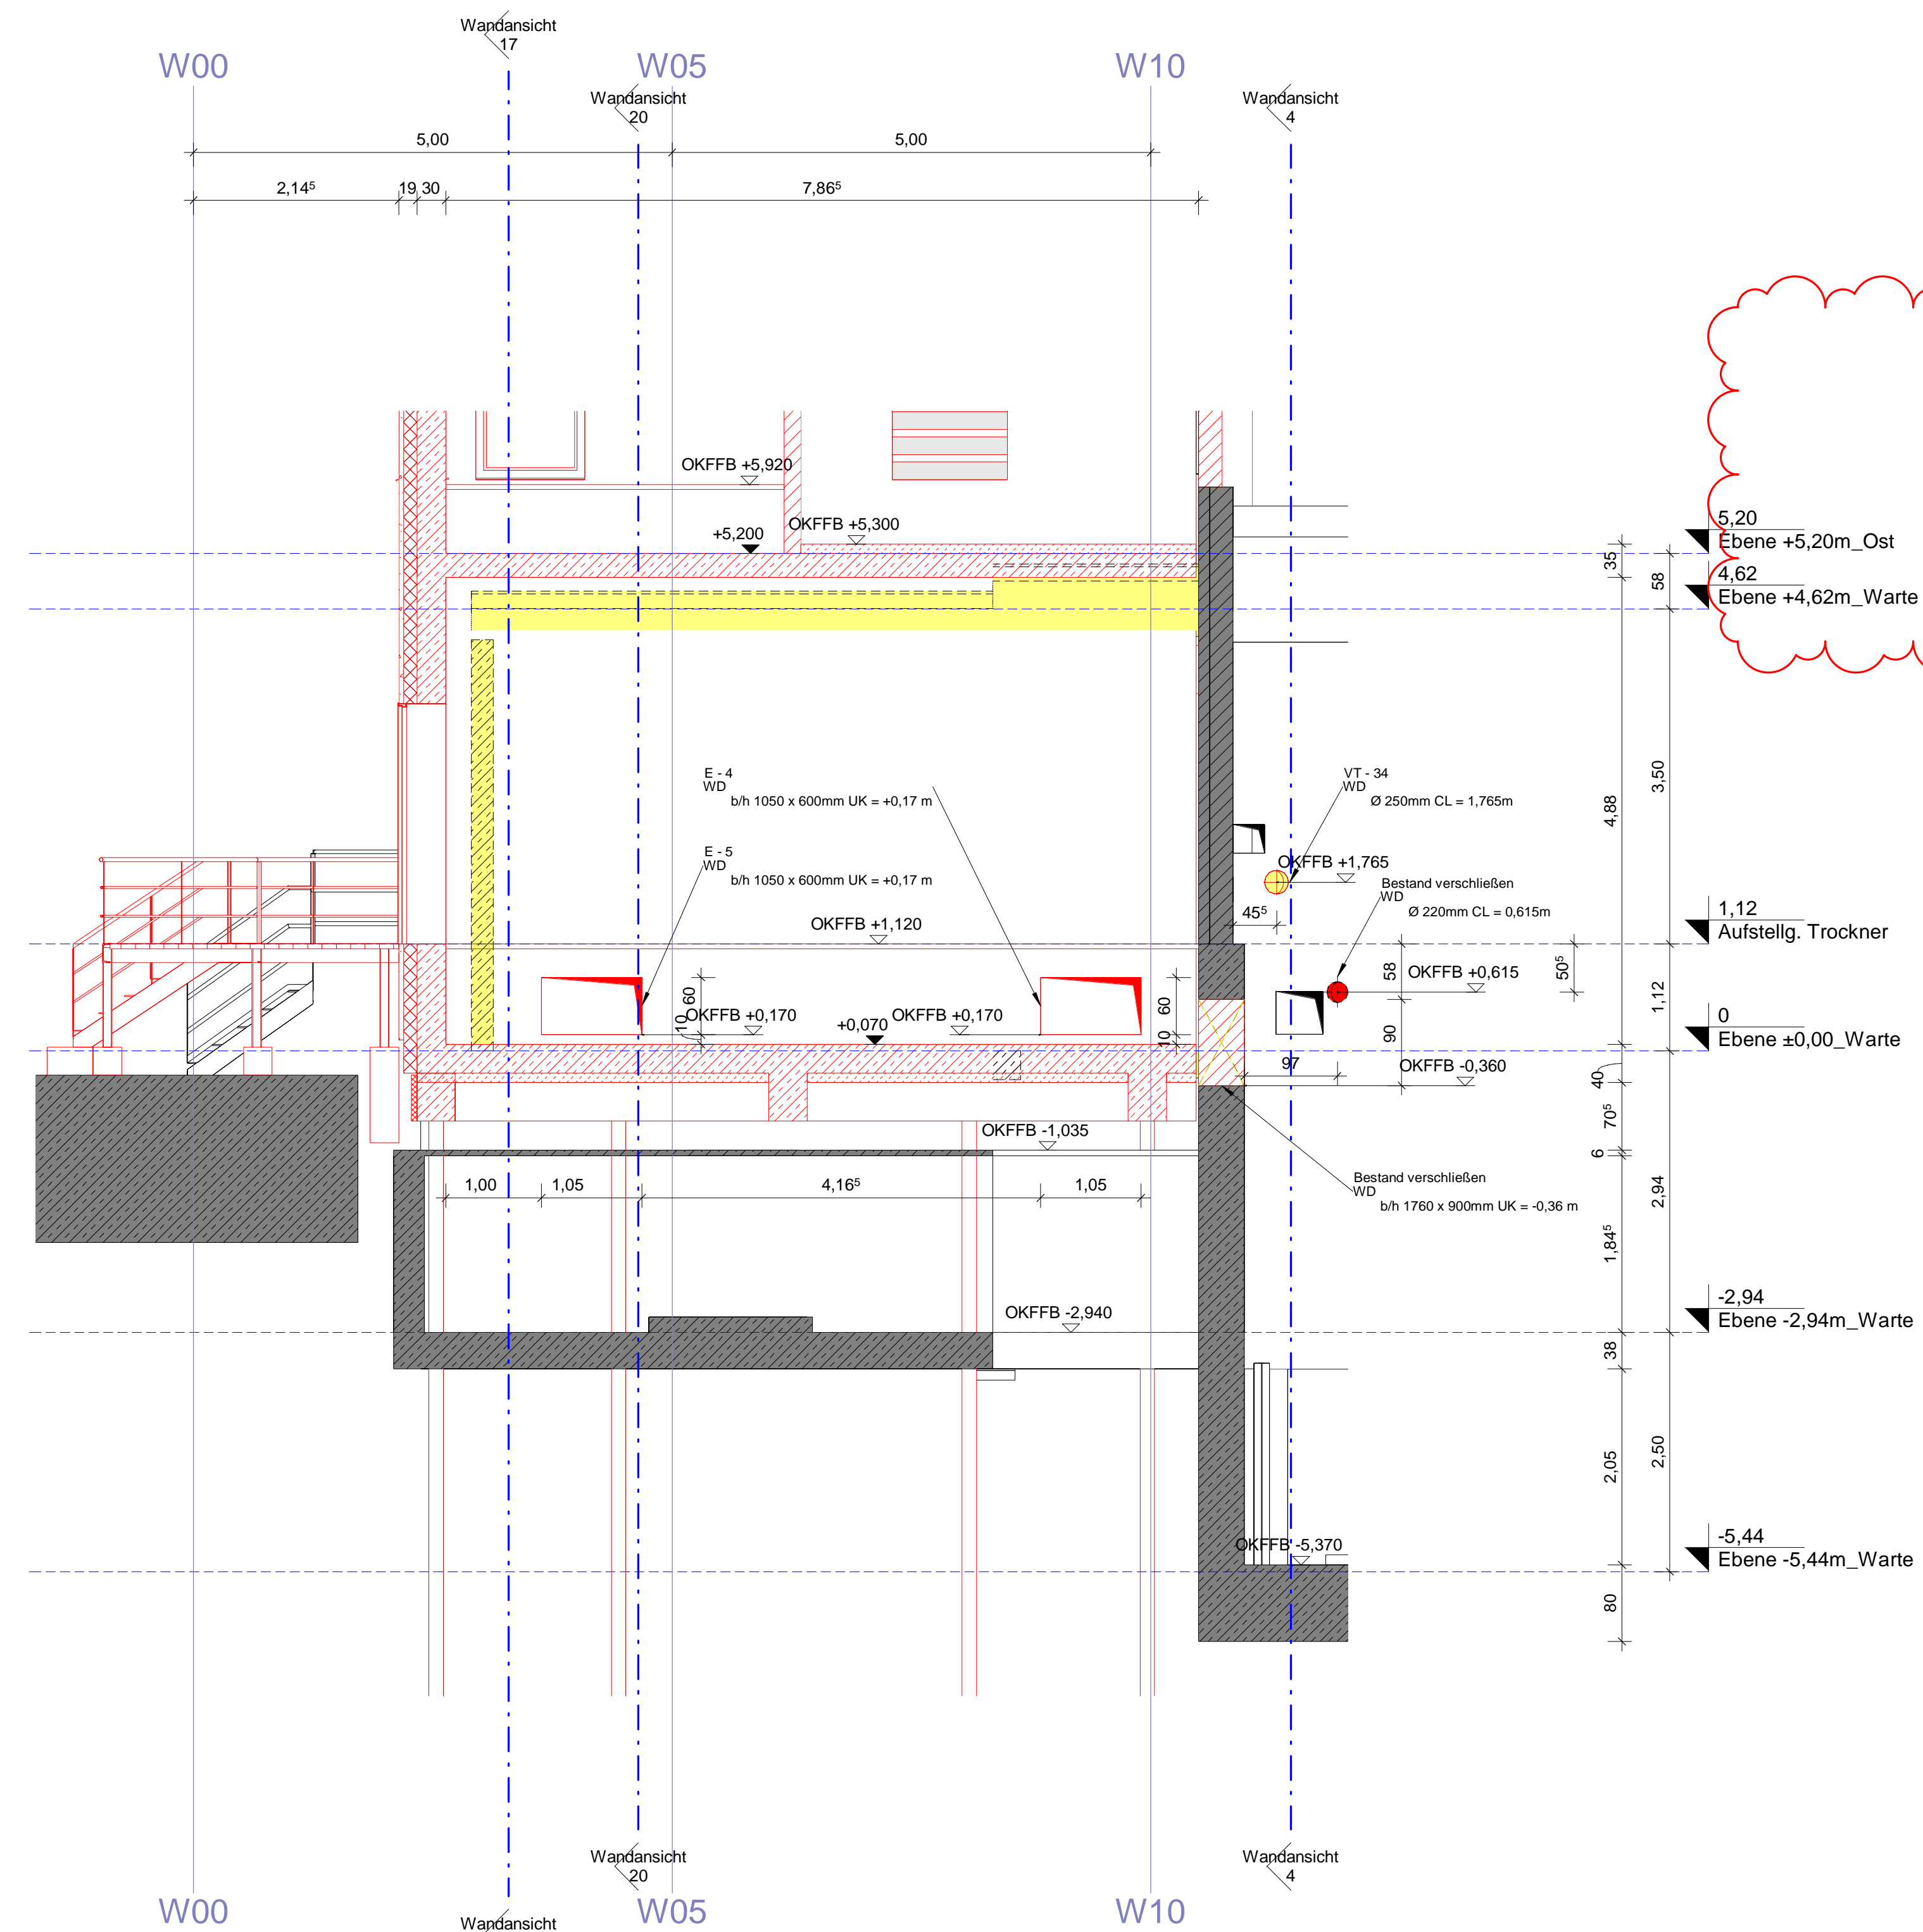 Wandansicht
17
W00
W05
W10
Wandansicht
20
Wandansicht
4
5,00
5,00
2,14⁵
19
30
7,86⁵
OKFFB +5,920
+5,200
OKFFB +5,300
5,20
Ebene +5,20m_Ost
35
58
4,62
Ebene +4,62m_Warte
E - 4
WD
b/h 1050 x 600mm UK = +0,17 m
VT - 34
WD
Ø 250mm CL = 1,765m
4,88
3,50
E - 5
WD
b/h 1050 x 600mm UK = +0,17 m
OKFFB +1,765
Bestand verschließen
WD
Ø 220mm CL = 0,615m
45⁵
OKFFB +1,120
1,12
Aufstellg. Trockner
58
OKFFB +0,615
50⁵
60
10
OKFFB +0,170
+0,070
OKFFB +0,170
60
10
90
1,12
0
Ebene ±0,00_Warte
97
OKFFB -0,360
40
70⁵
6
OKFFB -1,035
1,00
1,05
4,16⁵
1,05
Bestand verschließen
WD
b/h 1760 x 900mm UK = -0,36 m
2,94
1,84⁵
OKFFB -2,940
-2,94
Ebene -2,94m_Warte
38
2,05
2,50
OKFFB -5,370
-5,44
Ebene -5,44m_Warte
80
Wandansicht
20
Wandansicht
4
W00
W05
W10
Wandansicht